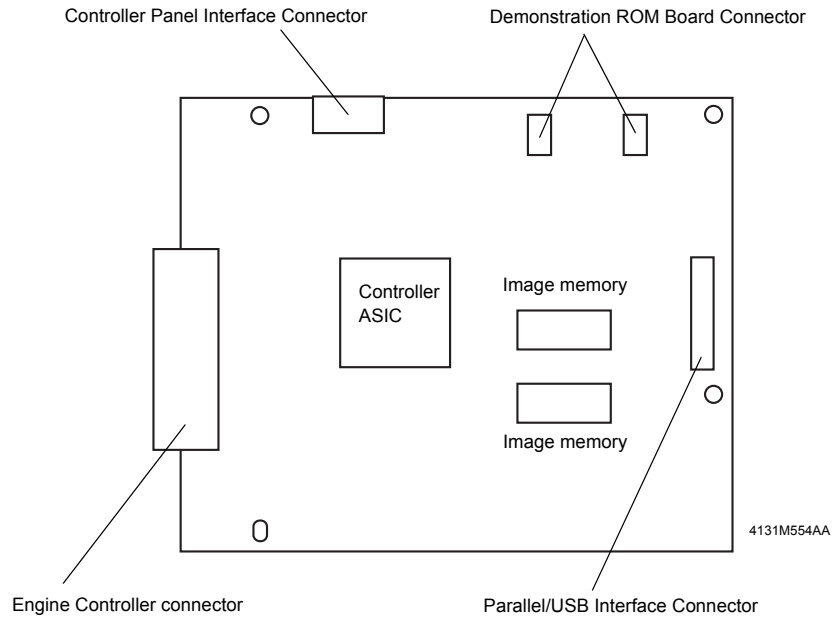 Controller Panel Interface Connector
Demonstration ROM Board Connector
Controller
ASIC
Image memory
Image memory
4131M554AA
Engine Controller connector
Parallel/USB Interface Connector